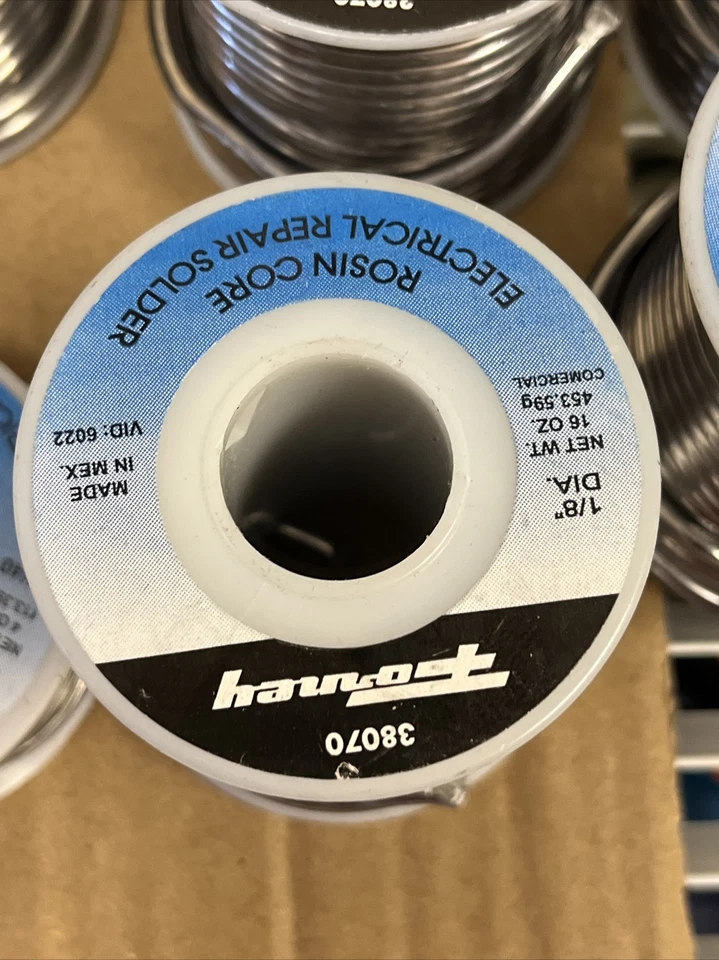 38070
Forney
1/8"
DIA.
NET WT.
16 OZ.
453.59g
COMERCIAL
MADE
IN MEX.
VID: 6022
ROSIN CORE
ELECTRICAL REPAIR SOLDER
38070